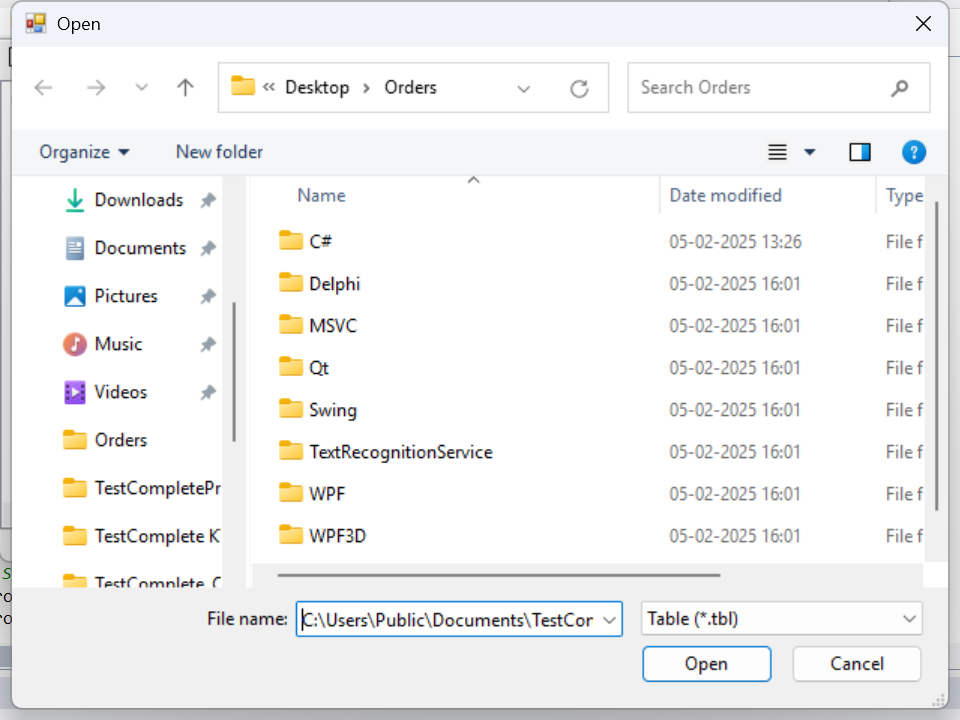 Open
« Desktop > Orders
Search Orders
Organize
New folder
Name
Date modified
Type
Downloads
Documents
Pictures
Music
Videos
Orders
TestCompletePr
TestComplete K
TestComplete C
C# 05-02-2025 13:26 File f
Delphi 05-02-2025 16:01 File f
MSVC 05-02-2025 16:01 File f
Qt 05-02-2025 16:01 File f
Swing 05-02-2025 16:01 File f
TextRecognitionService 05-02-2025 16:01 File f
WPF 05-02-2025 16:01 File f
WPF3D 05-02-2025 16:01 File f
File name: C:\Users\Public\Documents\TestCor
Table (*.tbl)
Open
Cancel